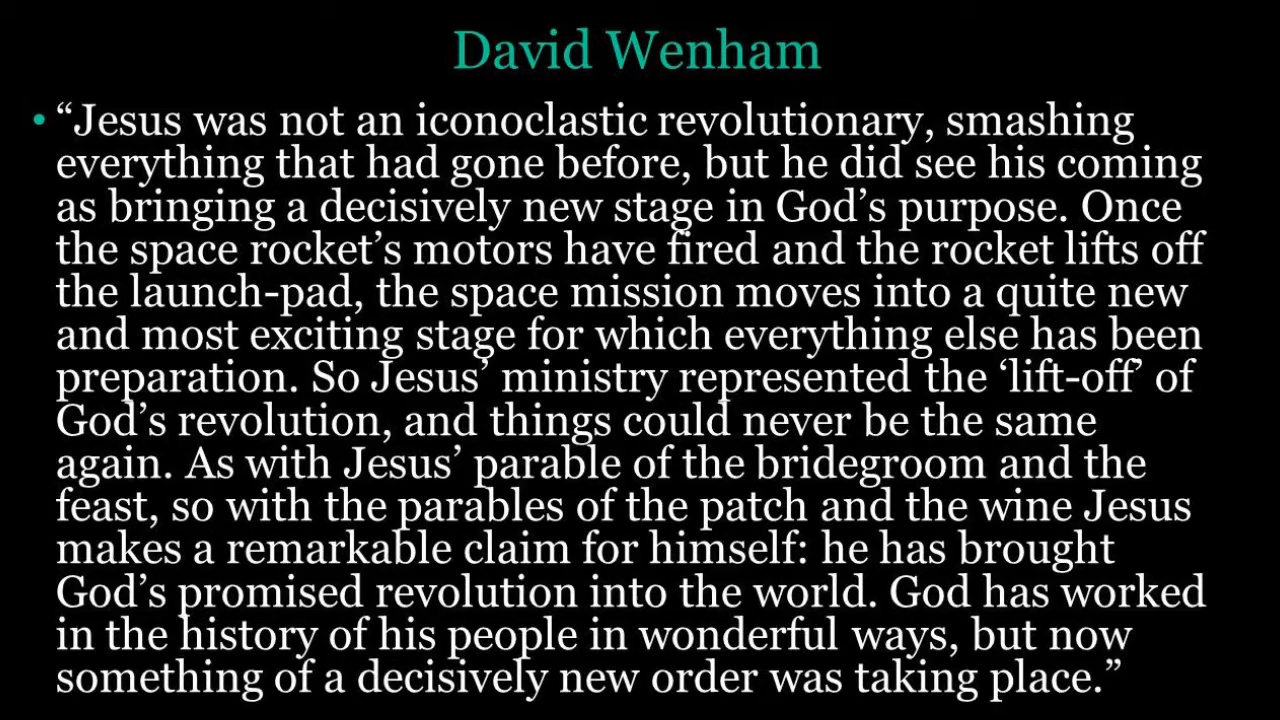 David Wenham
• “Jesus was not an iconoclastic revolutionary, smashing
everything that had gone before, but he did see his coming
as bringing a decisively new stage in God’s purpose. Once
the space rocket’s motors have fired and the rocket lifts off
the launch-pad, the space mission moves into a quite new
and most exciting stage for which everything else has been
preparation. So Jesus’ ministry represented the ‘lift-off’ of
God’s revolution, and things could never be the same
again. As with Jesus’ parable of the bridegroom and the
feast, so with the parables of the patch and the wine Jesus
makes a remarkable claim for himself: he has brought
God’s promised revolution into the world. God has worked
in the history of his people in wonderful ways, but now
something of a decisively new order was taking place.”